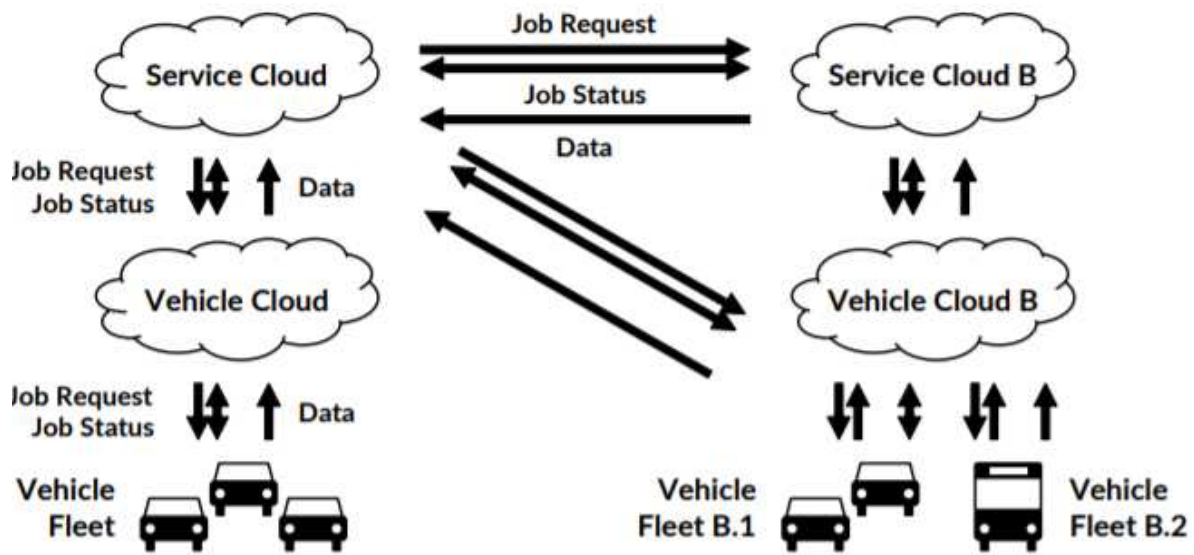 Job Request
Service Cloud
Service Cloud B
Job Status
Data
Job Request
Job Status
Data
Vehicle Cloud
Vehicle Cloud B
Job Request
Job Status
Data
Vehicle
Fleet
Vehicle
Fleet B.1
Vehicle
Fleet B.2